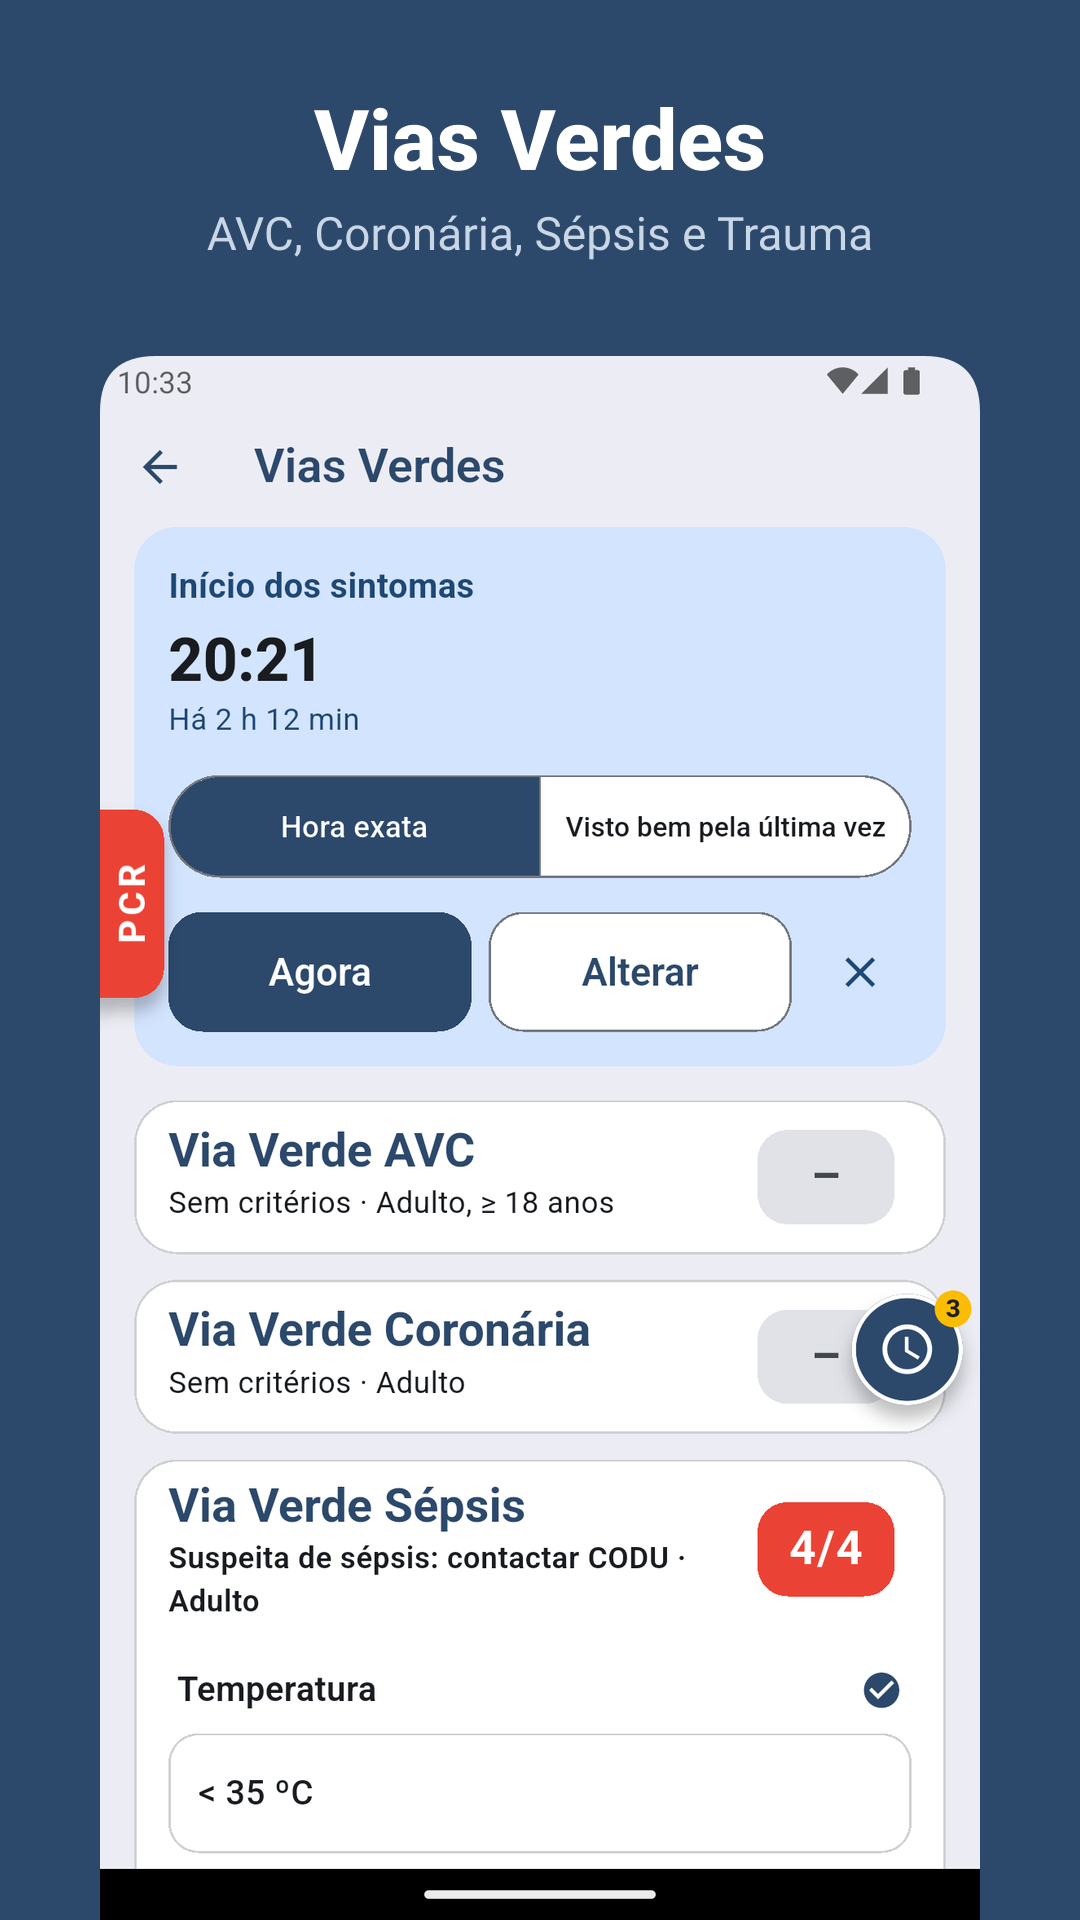 Vias Verdes
AVC, Coronária, Sépsis e Trauma
10:33
Vias Verdes
Início dos sintomas
20:21
Há 2 h 12 min
Hora exata
Visto bem pela última vez
PCR
Agora
Alterar
Via Verde AVC
Sem critérios · Adulto, ≥ 18 anos
–
Via Verde Coronária
Sem critérios · Adulto
–
3
Via Verde Sépsis
Suspeita de sépsis: contactar CODU ·
Adulto
4/4
Temperatura
< 35 ºC